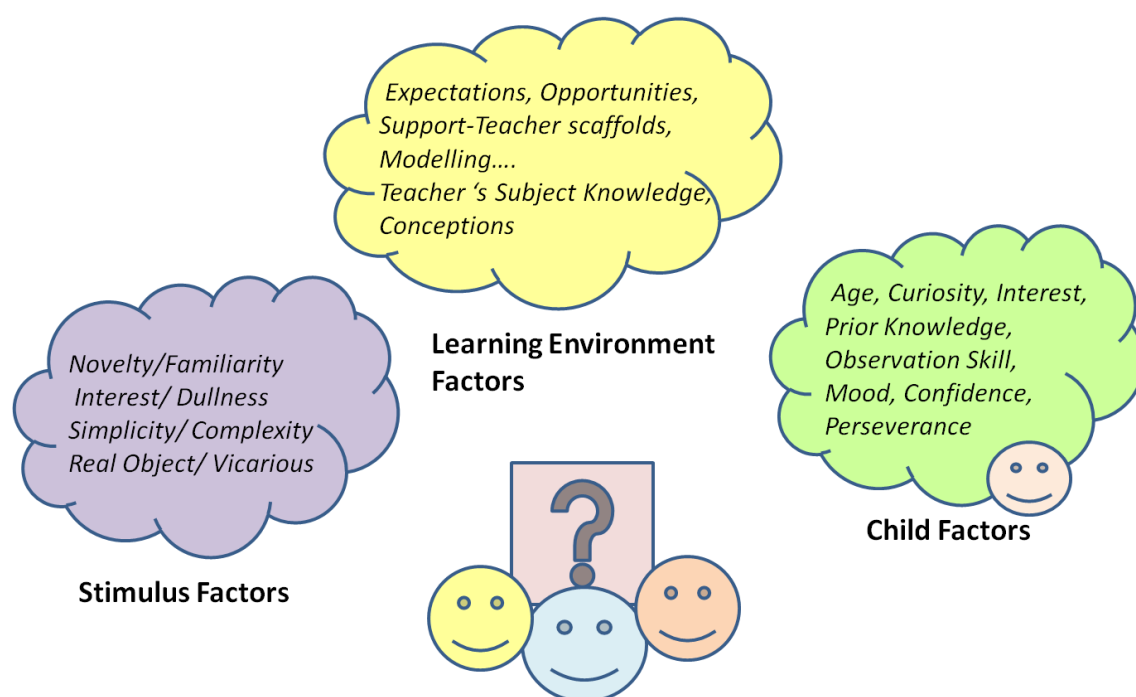 Expectations, Opportunities,
Support-Teacher scaffolds,
Modelling....
Teacher ‘s Subject Knowledge,
Conceptions
Learning Environment
Factors
Novelty/Familiarity
Interest/ Dullness
Simplicity/ Complexity
Real Object/ Vicarious
Stimulus Factors
Age, Curiosity, Interest,
Prior Knowledge,
Observation Skill,
Mood, Confidence,
Perseverance
Child Factors
?